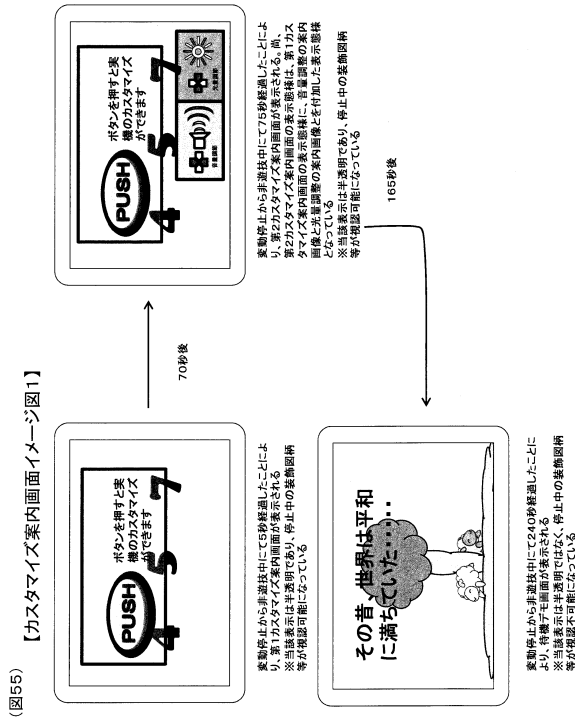 (図55)
【カスタマイズ案内画面イメージ図1】
PUSH
ボタンを押すと実
機のカスタマイズ
ができます
4 5 7
変動停止から非遊技中にて5秒経過したことによ
り、第1カスタマイズ案内画面が表示される
※当該表示は半透明であり、停止中の装飾図柄
等が視認可能になっている
70秒後
PUSH
ボタンを押すと実
機のカスタマイズ
ができます
4 5 7
音量調節
光量調節
変動停止から非遊技中にて75秒経過したことによ
り、第2カスタマイズ案内画面が表示される。尚、
第2カスタマイズ案内画面の表示態様は、第1カス
タマイズ案内画面の表示態様に、音量調整の案内
画像と光量調整の案内画像とを付加した表示態様
となっている
※当該表示は半透明であり、停止中の装飾図柄
等が視認可能になっている
165秒後
その昔、世界は平和
に満ちていた……
変動停止から非遊技中にて240秒経過したことに
より、待機デモ画面が表示される
※当該表示は半透明ではなく、停止中の装飾図柄
等が視認不可能になっている